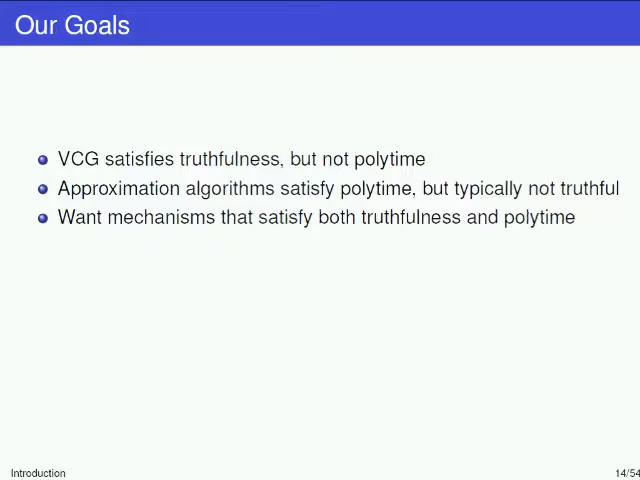 Our Goals
VCG satisfies truthfulness, but not polytime
Approximation algorithms satisfy polytime, but typically not truthful
Want mechanisms that satisfy both truthfulness and polytime
Introduction
14/54